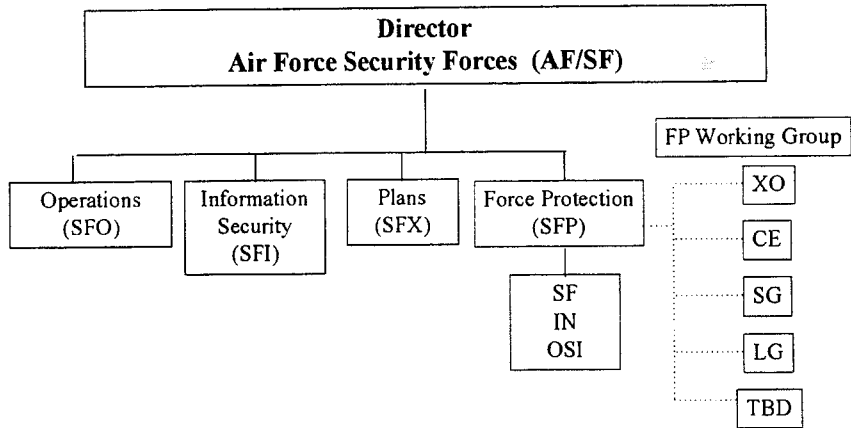 Director
Air Force Security Forces (AF/SF)
FP Working Group
Operations
(SFO)
Information
Security
(SFI)
Plans
(SFX)
Force Protection
(SFP)
SF
IN
OSI
XO
CE
SG
LG
TBD